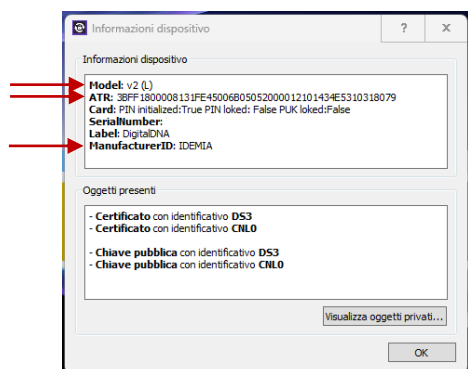 Informazioni dispositivo
? X
Informazioni dispositivo
Model: v2 (L)
ATR: 3BFF1800008131FE45006B05052000012101434E5310318079
Card: PIN initialized:True PIN loked: False PUK loked:False
SerialNumber:
Label: DigitalDNA
ManufacturerID: IDEMIA
Oggetti presenti
- Certificato con identificativo DS3
- Certificato con identificativo CNL0
- Chiave pubblica con identificativo DS3
- Chiave pubblica con identificativo CNL0
Visualizza oggetti privati...
OK